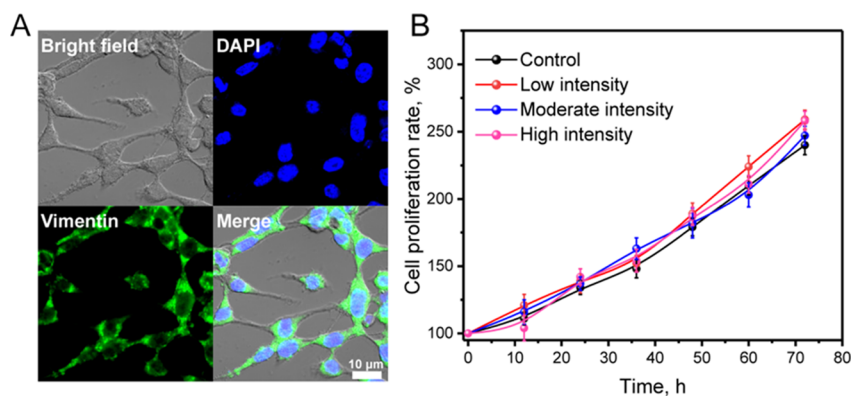 A
Bright field
DAPI
Vimentin
Merge
10 μm
B
Cell proliferation rate, %
300
250
200
150
100
Control
Low intensity
Moderate intensity
High intensity
0 10 20 30 40 50 60 70 80
Time, h